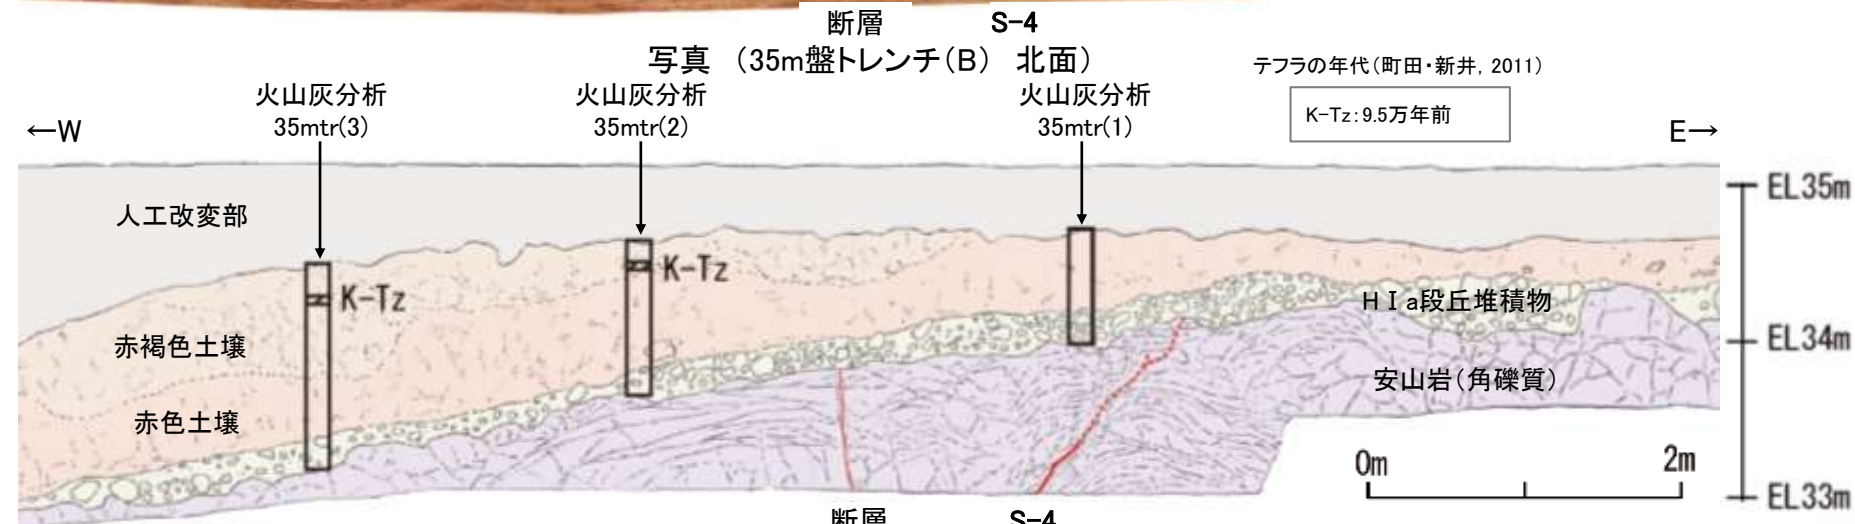 断層 S-4
写真 (35m盤トレンチ(B) 北面)
テフラの年代(町田・新井, 2011)
K-Tz:9.5万年前
火山灰分析
35mtr(3)
火山灰分析
35mtr(2)
火山灰分析
35mtr(1)
←W
E→
人工改変部
K-Tz
K-Tz
赤褐色土壌
赤色土壌
HⅠa段丘堆積物
安山岩(角礫質)
EL35m
EL34m
EL33m
0m 2m
断層 S-4